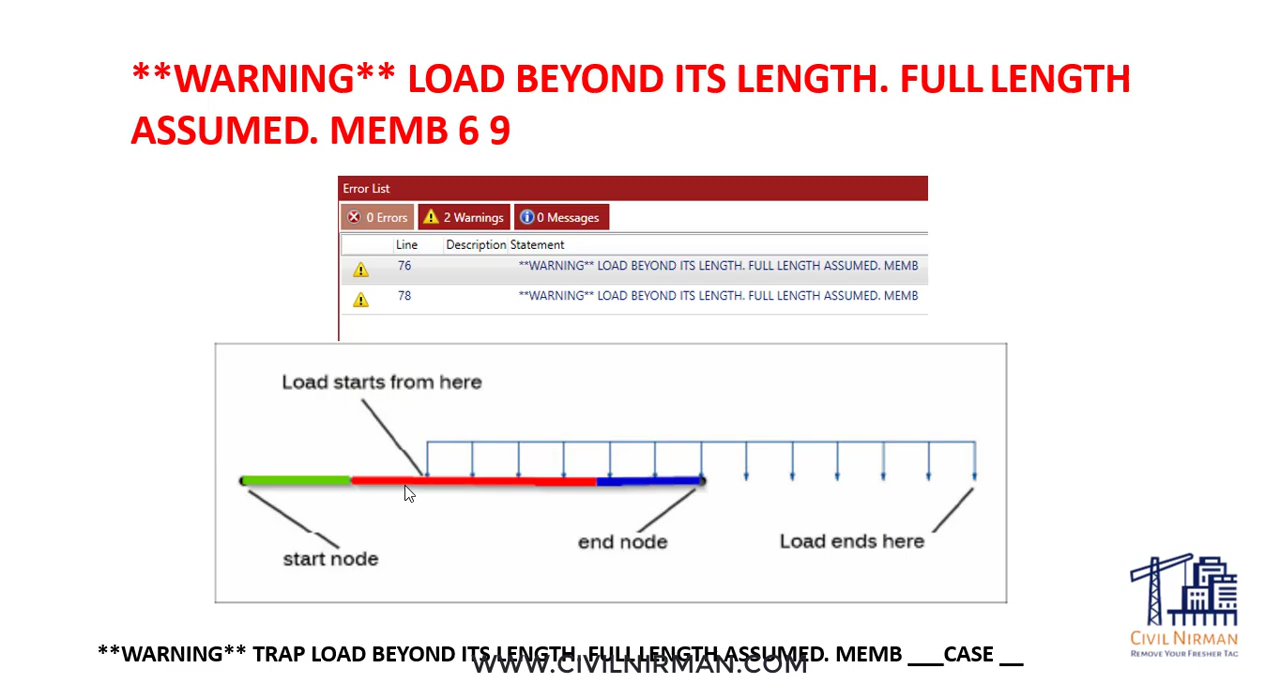 **WARNING** LOAD BEYOND ITS LENGTH. FULL LENGTH
ASSUMED. MEMB 6 9
Error List
0 Errors 2 Warnings 0 Messages
Line Description Statement
76 **WARNING** LOAD BEYOND ITS LENGTH. FULL LENGTH ASSUMED. MEMB
78 **WARNING** LOAD BEYOND ITS LENGTH. FULL LENGTH ASSUMED. MEMB
Load starts from here
start node
end node
Load ends here
CIVIL NIRMAN
REMOVE YOUR FRESHER TAC
**WARNING** TRAP LOAD BEYOND ITS LENGTH. FULL LENGTH ASSUMED. MEMB ___CASE __
WWW.CIVILNIRMAN.COM